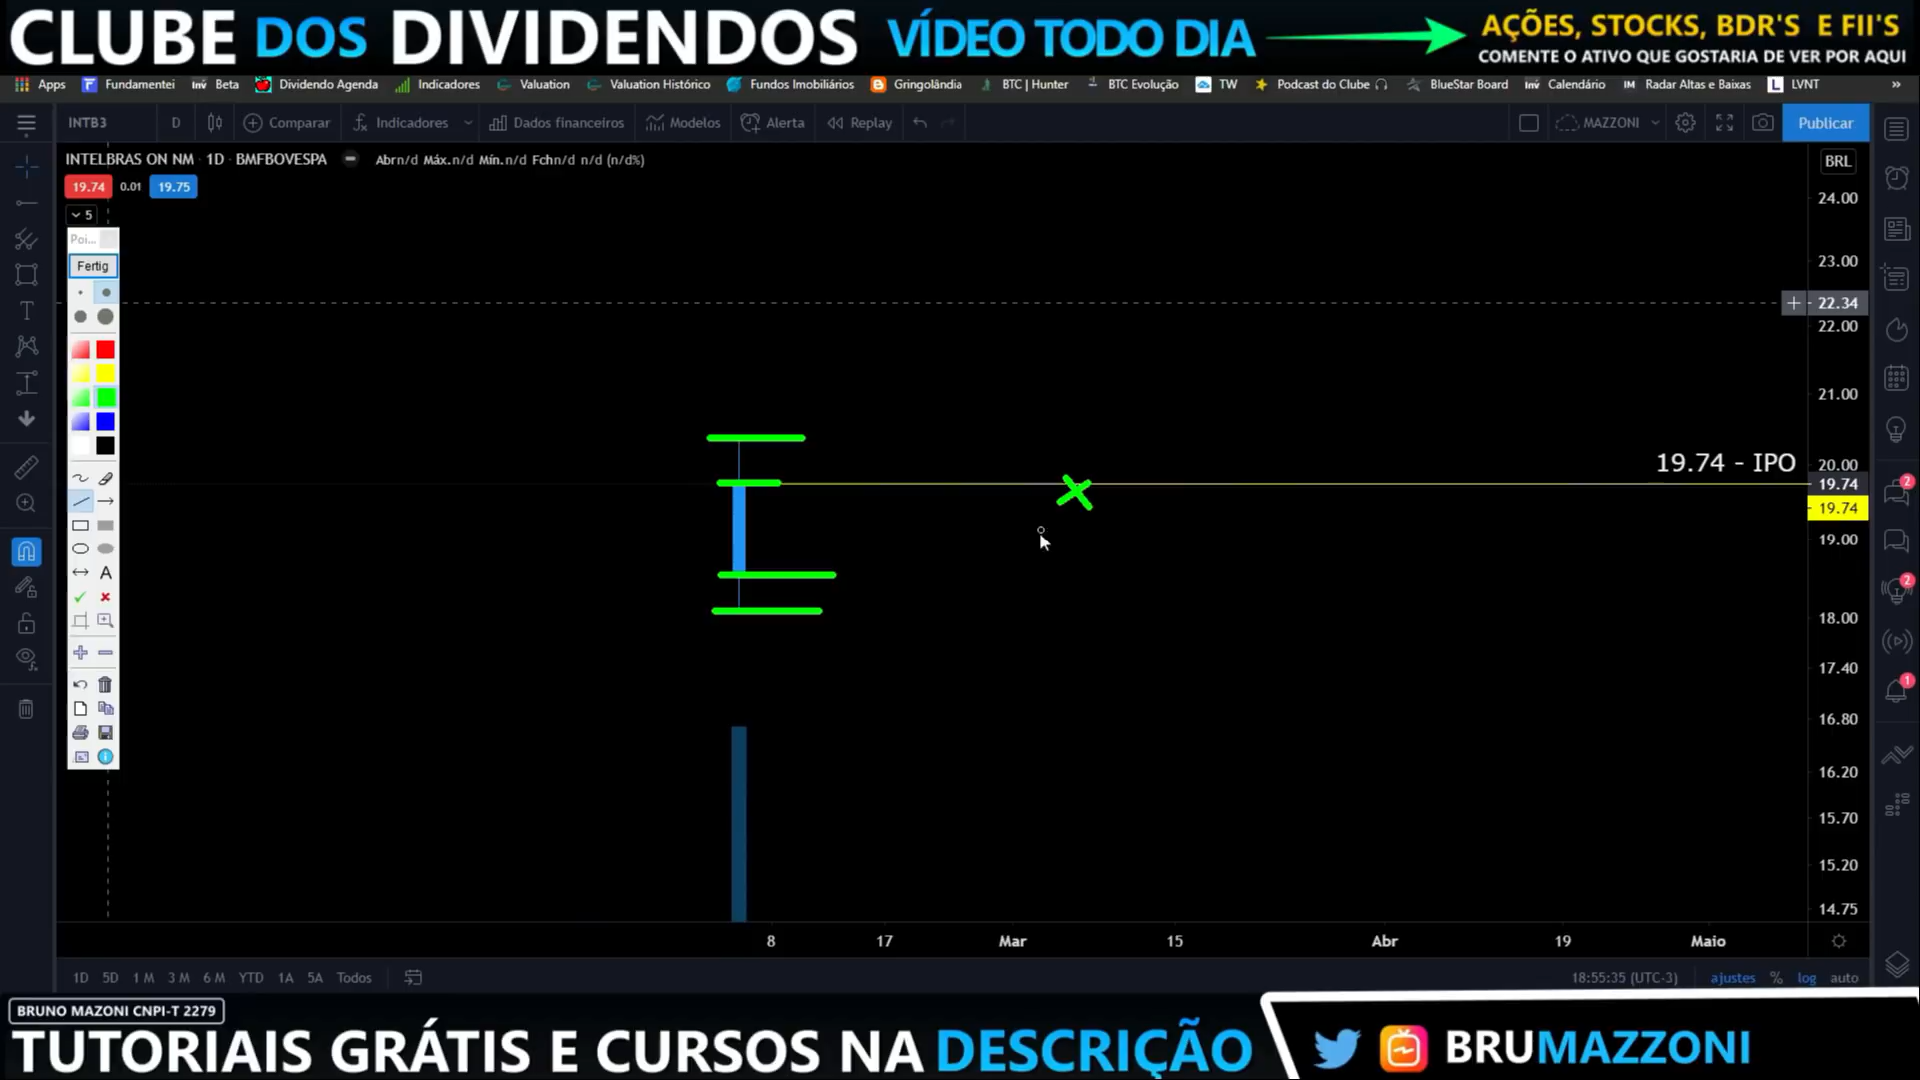 CLUBE DOS DIVIDENDOS VÍDEO TODO DIA AÇÕES, STOCKS, BDR'S E FII'S
COMENTE O ATIVO QUE GOSTARIA DE VER POR AQUI
Apps Fundamentei Beta Dividendo Agenda Indicadores Valuation Valuation Histórico Fundos Imobiliários Gringolândia BTC | Hunter BTC Evolução TW Podcast do Clube BlueStar Board Calendário Radar Altas e Baixas LVNT »
INTB3 D Comparar Indicadores Dados financeiros Modelos Alerta Replay MAZZONI Publicar
INTELBRAS ON NM · 1D · BMFBOVESPA Abrn/d Máx.n/d Mín.n/d Fchn/d n/d (n/d%) BRL
19.74 0.01 19.75
24.00
5
Poi...
23.00
Fertig
22.34
22.00
21.00
19.74 - IPO 20.00
19.74
19.74
19.00
18.00
17.40
16.80
16.20
15.70
15.20
14.75
8 17 Mar 15 Abr 19 Maio
1D 5D 1 M 3 M 6 M YTD 1A 5A Todos 18:55:35 (UTC-3) ajustes % log auto
BRUNO MAZONI CNPI-T 2279
TUTORIAIS GRÁTIS E CURSOS NA DESCRIÇÃO BRUMAZZONI